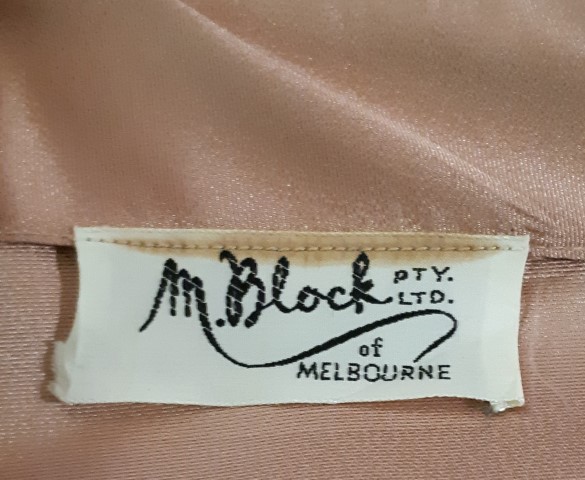 M. Block PTY. LTD.
of
MELBOURNE